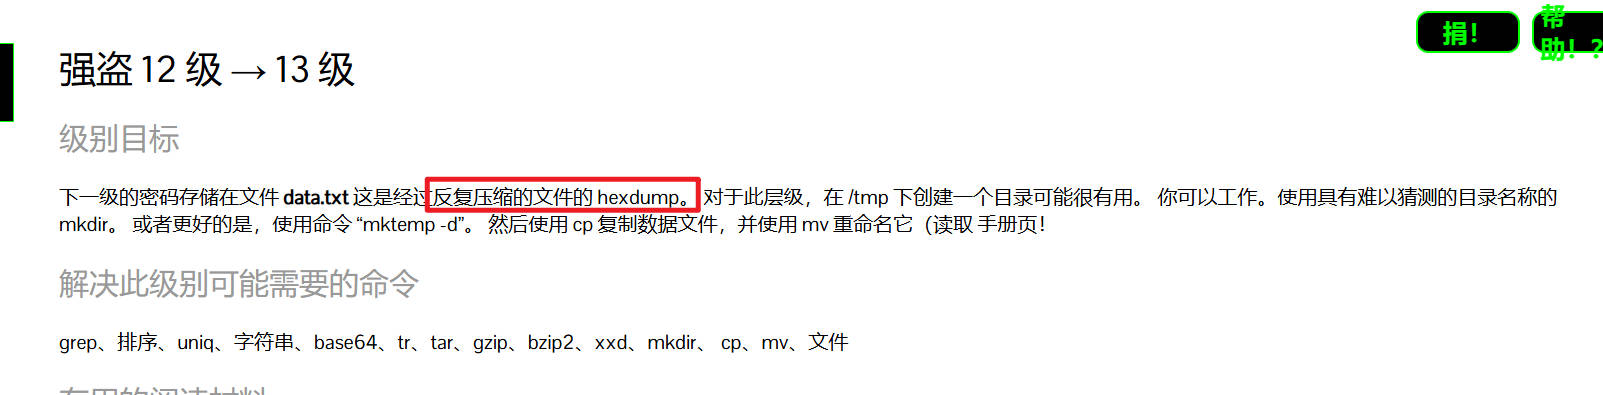 捐！
帮
助！？
强盗 12 级 → 13 级
级别目标
下一级的密码存储在文件 data.txt 这是经过反复压缩的文件的 hexdump。 对于此层级，在 /tmp 下创建一个目录可能很有用。 你可以工作。使用具有难以猜测的目录名称的
mkdir。 或者更好的是，使用命令 “mktemp -d”。 然后使用 cp 复制数据文件，并使用 mv 重命名它（读取 手册页！
解决此级别可能需要的命令
grep、排序、uniq、字符串、base64、tr、tar、gzip、bzip2、xxd、mkdir、 cp、mv、文件
有用的阅读材料